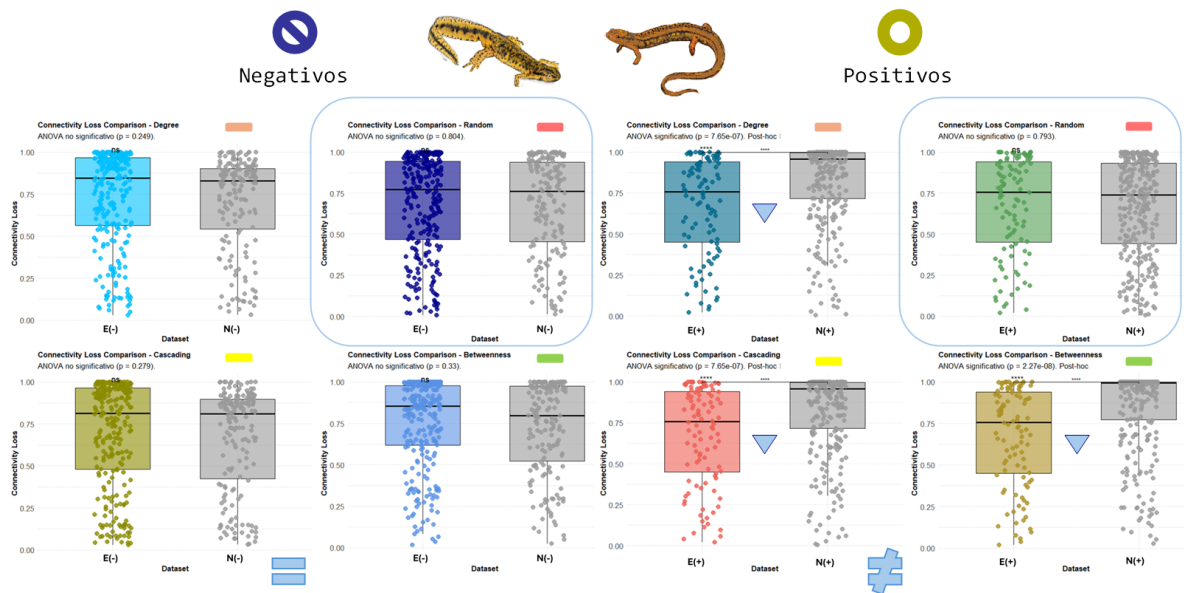 Negativos
Positivos
Connectivity Loss Comparison - Degree
ANOVA no significativo (p = 0.249).
ns
1.00
0.75
0.50
0.25
0.00
Connectivity Loss
E(-)
N(-)
Dataset
Connectivity Loss Comparison - Random
ANOVA no significativo (p = 0.804).
ns
1.00
0.75
0.50
0.25
0.00
Connectivity Loss
E(-)
N(-)
Dataset
Connectivity Loss Comparison - Degree
ANOVA significativo (p = 7.65e-07). Post-hoc
****
****
1.00
0.75
0.50
0.25
0.00
Connectivity Loss
E(+)
N(+)
Dataset
Connectivity Loss Comparison - Random
ANOVA no significativo (p = 0.793).
ns
1.00
0.75
0.50
0.25
0.00
Connectivity Loss
E(+)
N(+)
Dataset
Connectivity Loss Comparison - Cascading
ANOVA no significativo (p = 0.279).
ns
1.00
0.75
0.50
0.25
0.00
Connectivity Loss
E(-)
N(-)
Dataset
=
Connectivity Loss Comparison - Betweenness
ANOVA no significativo (p = 0.33).
ns
1.00
0.75
0.50
0.25
0.00
Connectivity Loss
E(-)
N(-)
Dataset
Connectivity Loss Comparison - Cascading
ANOVA significativo (p = 7.65e-07). Post-hoc
****
****
1.00
0.75
0.50
0.25
0.00
Connectivity Loss
E(+)
N(+)
Dataset
≠
Connectivity Loss Comparison - Betweenness
ANOVA significativo (p = 2.27e-08). Post-hoc
****
****
1.00
0.75
0.50
0.25
0.00
Connectivity Loss
E(+)
N(+)
Dataset